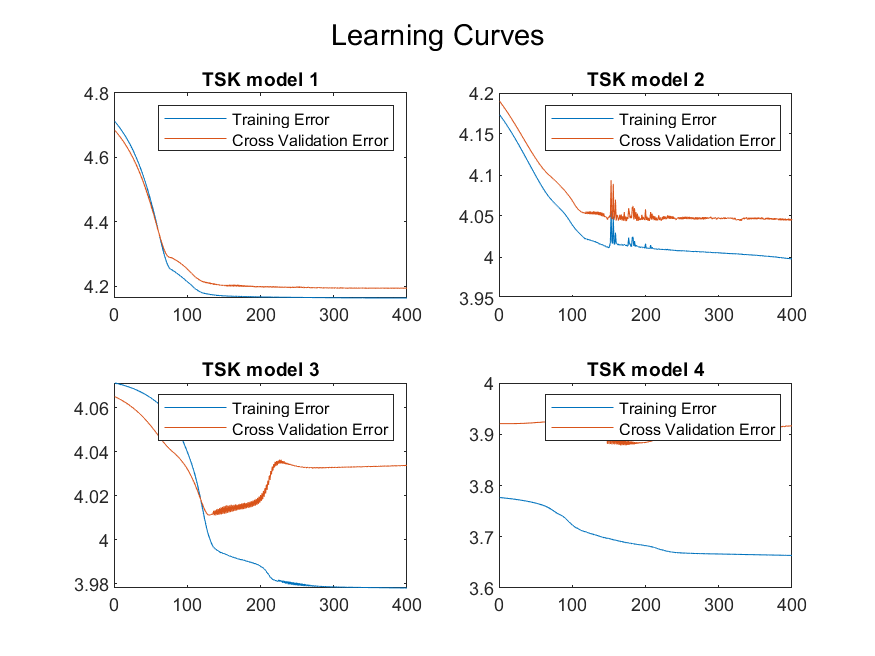 Learning Curves
TSK model 1
4.8
4.6
4.4
4.2
0 100 200 300 400
Training Error
Cross Validation Error
TSK model 2
4.2
4.15
4.1
4.05
4
3.95
0 100 200 300 400
Training Error
Cross Validation Error
TSK model 3
4.06
4.04
4.02
4
3.98
0 100 200 300 400
Training Error
Cross Validation Error
TSK model 4
4
3.9
3.8
3.7
3.6
0 100 200 300 400
Training Error
Cross Validation Error